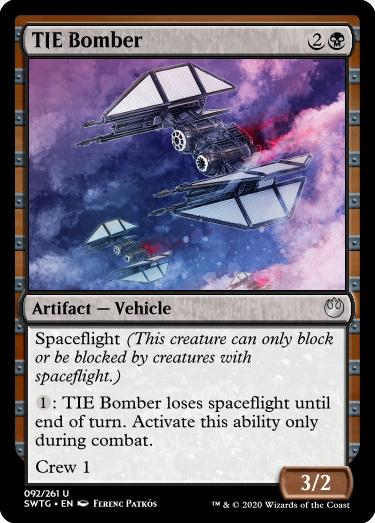 TIE Bomber 2
Artifact — Vehicle
Spaceflight (This creature can only block
or be blocked by creatures with
spaceflight.)
1: TIE Bomber loses spaceflight until
end of turn. Activate this ability only
during combat.
Crew 1
3/2
092/261 U
SWTG • EN Ferenc Patkós
™ & © 2020 Wizards of the Coast